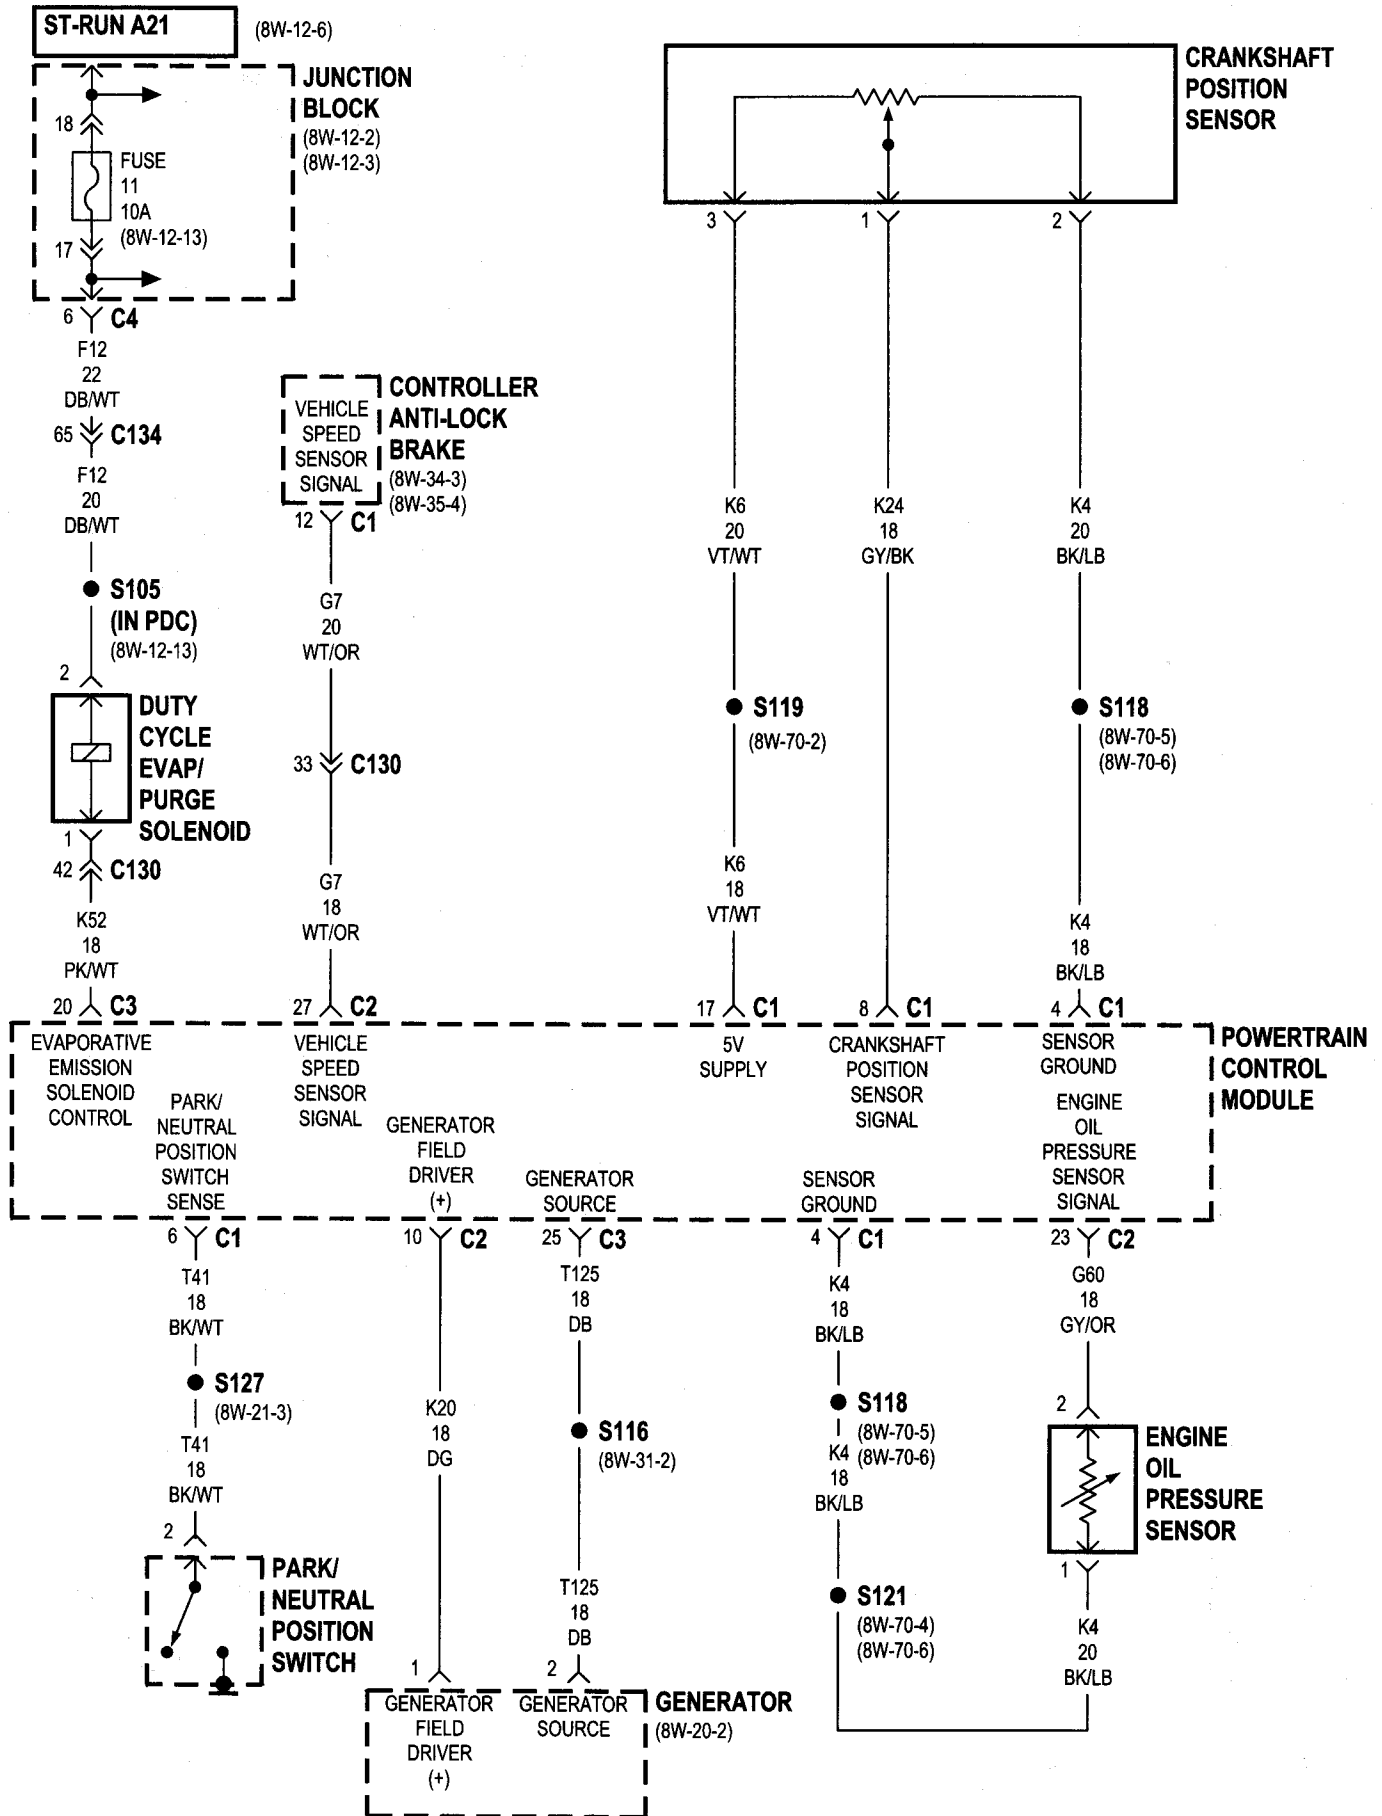 ST-RUN A21
(8W-12-6)
JUNCTION
BLOCK
(8W-12-2)
(8W-12-3)
18
FUSE
11
10A
(8W-12-13)
17
6
C4
F12
22
DB/WT
65
C134
F12
20
DB/WT
S105
(IN PDC)
(8W-12-13)
2
DUTY
CYCLE
EVAP/
PURGE
SOLENOID
1
42
C130
K52
18
PK/WT
20
C3
VEHICLE
SPEED
SENSOR
SIGNAL
CONTROLLER
ANTI-LOCK
BRAKE
(8W-34-3)
(8W-35-4)
12
C1
G7
20
WT/OR
33
C130
G7
18
WT/OR
27
C2
CRANKSHAFT
POSITION
SENSOR
3
1
2
K6
20
VT/WT
K24
18
GY/BK
K4
20
BK/LB
S119
(8W-70-2)
S118
(8W-70-5)
(8W-70-6)
K6
18
VT/WT
K4
18
BK/LB
17
C1
8
C1
4
C1
POWERTRAIN
CONTROL
MODULE
EVAPORATIVE
EMISSION
SOLENOID
CONTROL
PARK/
NEUTRAL
POSITION
SWITCH
SENSE
VEHICLE
SPEED
SENSOR
SIGNAL
GENERATOR
FIELD
DRIVER
(+)
GENERATOR
SOURCE
5V
SUPPLY
CRANKSHAFT
POSITION
SENSOR
SIGNAL
SENSOR
GROUND
SENSOR
GROUND
ENGINE
OIL
PRESSURE
SENSOR
SIGNAL
6
C1
T41
18
BK/WT
S127
(8W-21-3)
T41
18
BK/WT
2
PARK/
NEUTRAL
POSITION
SWITCH
10
C2
K20
18
DG
1
25
C3
T125
18
DB
S116
(8W-31-2)
T125
18
DB
2
GENERATOR
FIELD
DRIVER
(+)
GENERATOR
SOURCE
GENERATOR
(8W-20-2)
4
C1
K4
18
BK/LB
S118
(8W-70-5)
(8W-70-6)
K4
18
BK/LB
S121
(8W-70-4)
(8W-70-6)
23
C2
G60
18
GY/OR
2
ENGINE
OIL
PRESSURE
SENSOR
1
K4
20
BK/LB